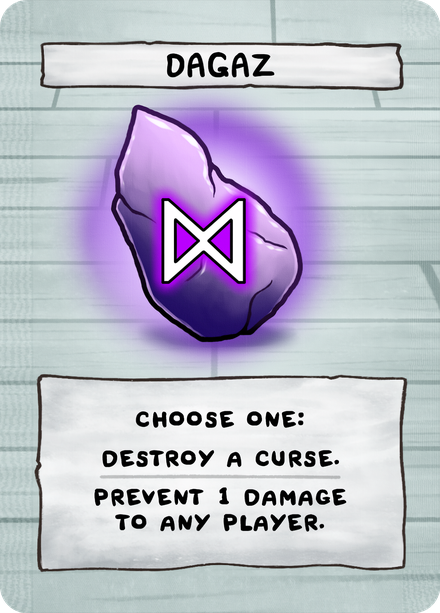 DAGAZ
ᛞ
CHOOSE ONE:
DESTROY A CURSE.
PREVENT 1 DAMAGE
TO ANY PLAYER.